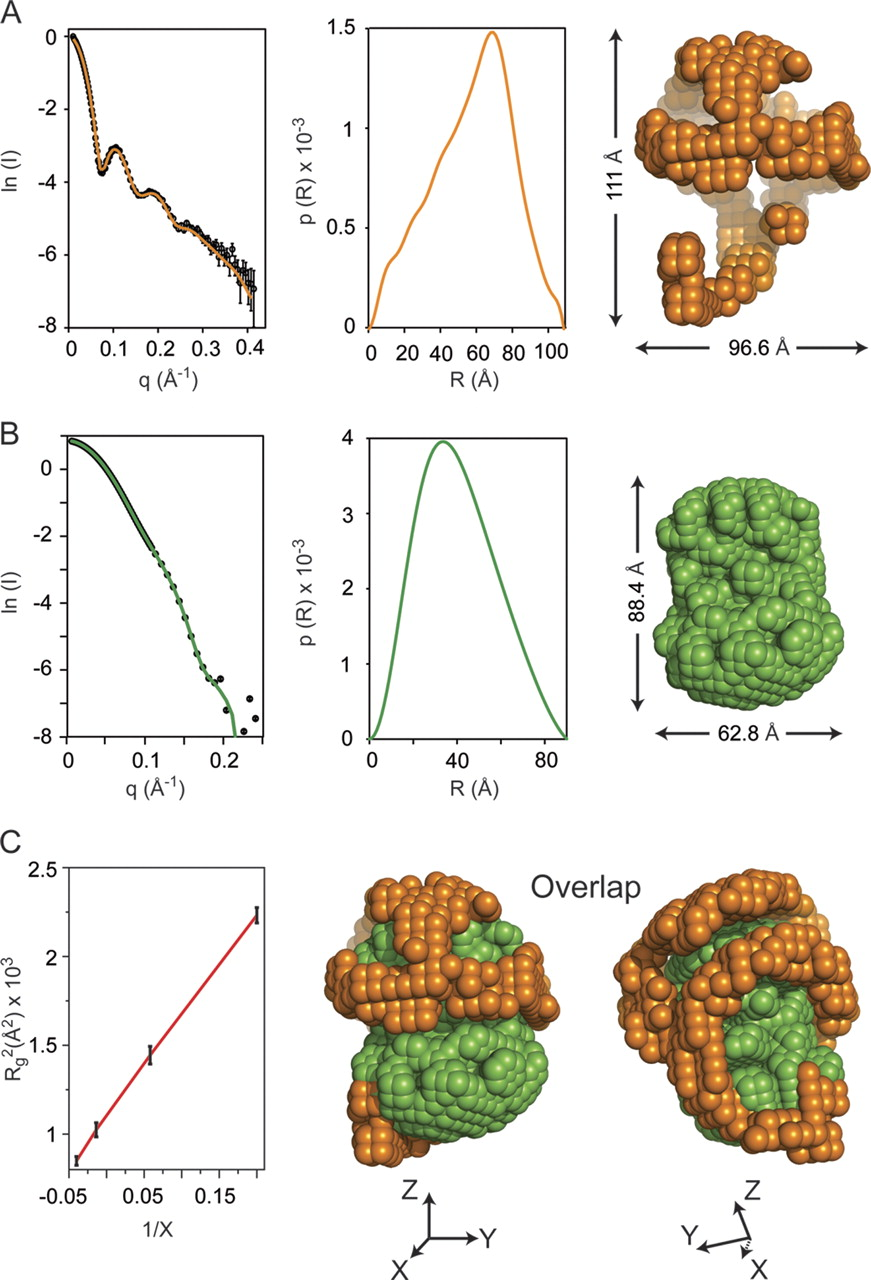 A
0
-2
-4
-6
-8
ln (I)
0 0.1 0.2 0.3 0.4
q (Å-1)
1.5
1
0.5
0
p (R) x 10-3
0 20 40 60 80 100
R (Å)
111 Å
96.6 Å
B
0
-2
-4
-6
-8
ln (I)
0 0.1 0.2
q (Å-1)
4
3
2
1
0
p (R) x 10-3
0 40 80
R (Å)
88.4 Å
62.8 Å
C
2.5
2
1.5
1
Rg2(Å2) x 103
-0.05 0.05 0.15
1/X
Overlap
Z
Y
X
Z
Y
X